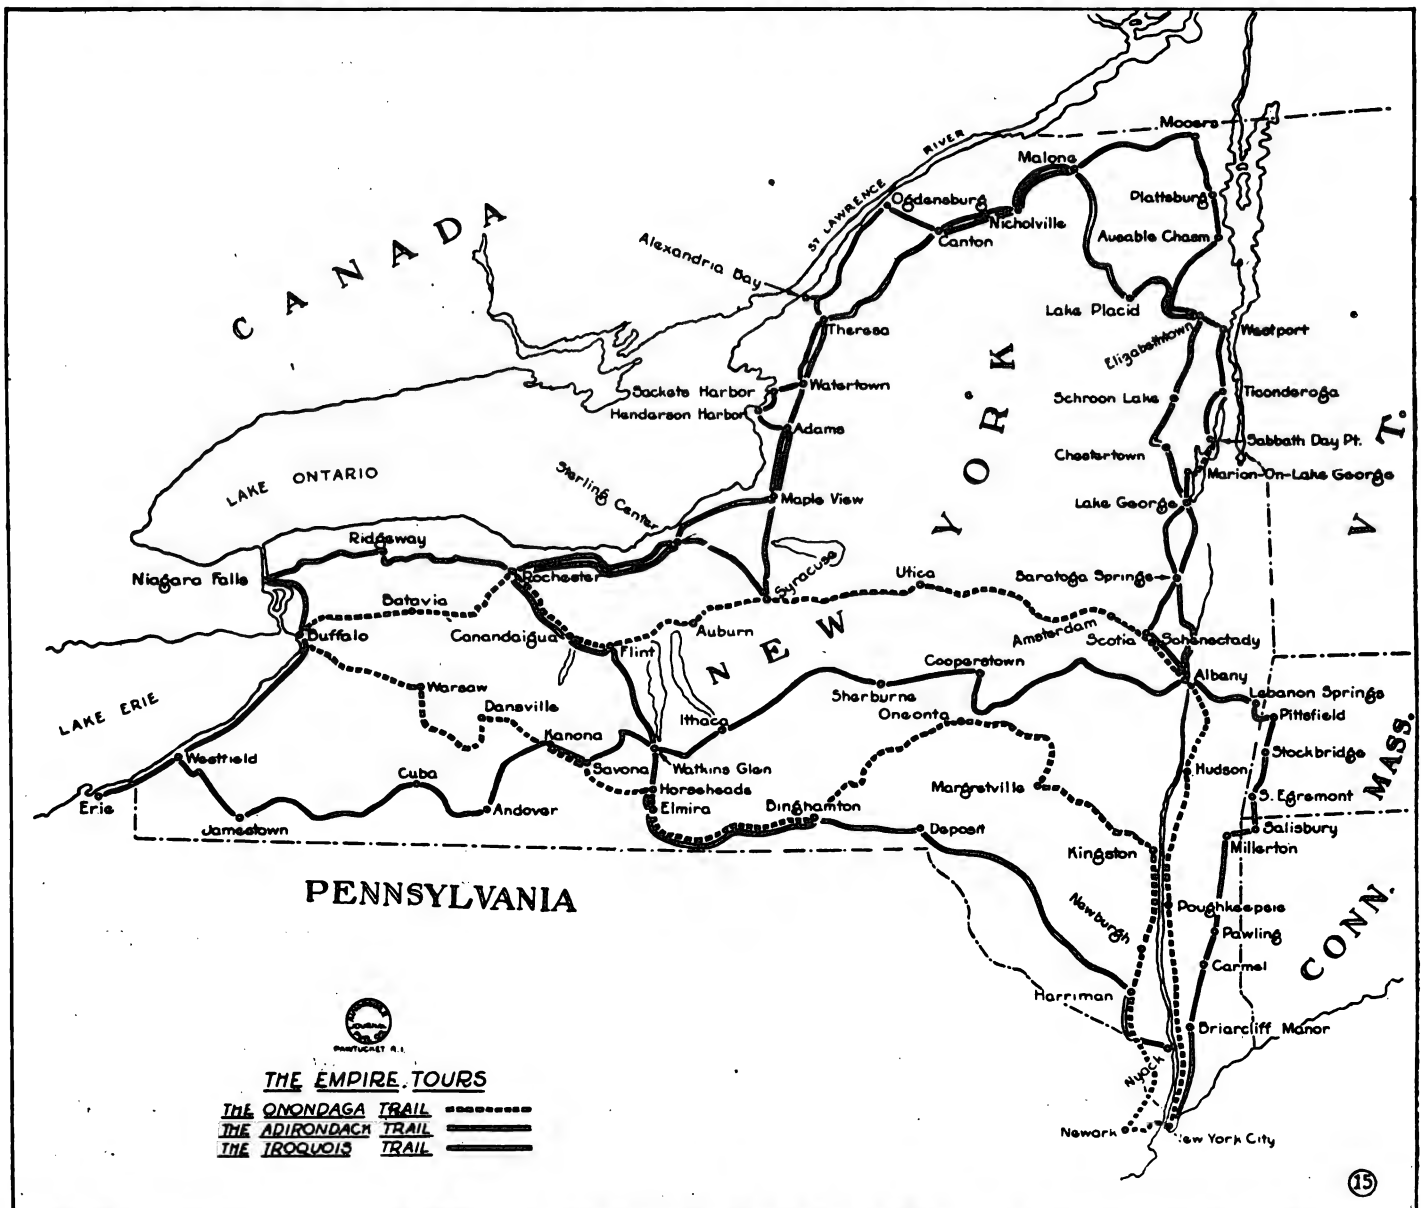 CANADA
ST LAWRENCE RIVER
Mooers
Malone
Ogdensburg
Plattsburg
Nicholville
Canton
Ausable Chasm
Alexandria Bay
Lake Placid
Theresa
Elizabethtown
Westport
Sackets Harbor
Watertown
Henderson Harbor
Schroon Lake
Ticonderoga
Adams
Sabbath Day Pt.
Chestertown
Marion-On-Lake George
LAKE ONTARIO
Sterling Center
Maple View
Lake George
NEW YORK
VT.
Ridgeway
Niagara Falls
Rochester
Syracuse
Utica
Saratoga Springs
Batavia
Buffalo
Canandaigua
Flint
Auburn
Amsterdam
Scotia
Schenectady
Cooperstown
Albany
Warsaw
Sherburne
Lebanon Springs
LAKE ERIE
Dansville
Ithaca
Oneonta
Pittsfield
Kanona
Stockbridge
Westfield
Savona
Watkins Glen
Hudson
MASS.
Cuba
Horseheads
Margretville
S. Egremont
Erie
Andover
Elmira
Binghamton
Jamestown
Deposit
Salisbury
Millerton
Kingston
PENNSYLVANIA
Poughkeepsie
Newburgh
Pawling
CONN.
Carmel
Harriman
Briarcliff Manor
Nyack
Newark
New York City
AUTOMOBILE
JOURNAL
PAWTUCKET R.I.
THE EMPIRE TOURS
THE ONONDAGA TRAIL
THE ADIRONDACK TRAIL
THE IROQUOIS TRAIL
15